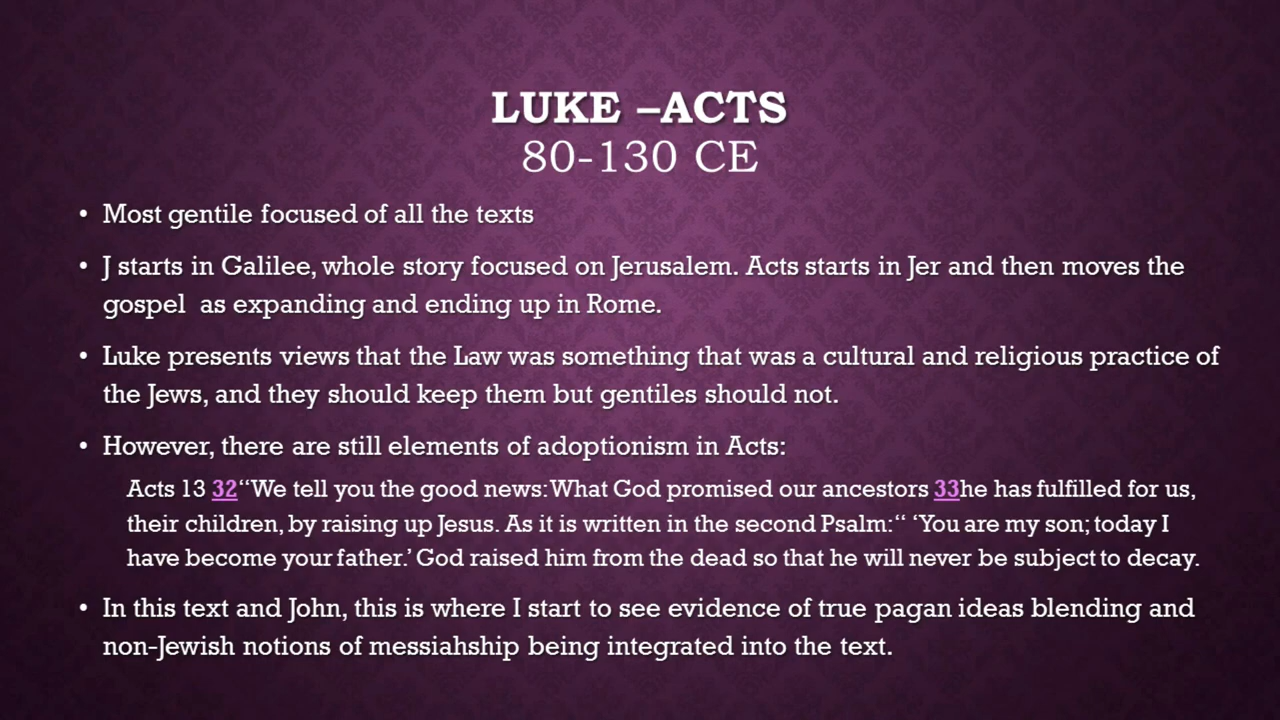 LUKE –ACTS
80-130 CE
• Most gentile focused of all the texts
• J starts in Galilee, whole story focused on Jerusalem. Acts starts in Jer and then moves the
gospel  as expanding and ending up in Rome.
• Luke presents views that the Law was something that was a cultural and religious practice of
the Jews, and they should keep them but gentiles should not.
• However, there are still elements of adoptionism in Acts:
Acts 13 32“We tell you the good news:What God promised our ancestors 33he has fulfilled for us,
their children, by raising up Jesus. As it is written in the second Psalm:“ ‘You are my son; today I
have become your father.’ God raised him from the dead so that he will never be subject to decay.
• In this text and John, this is where I start to see evidence of true pagan ideas blending and
non-Jewish notions of messiahship being integrated into the text.